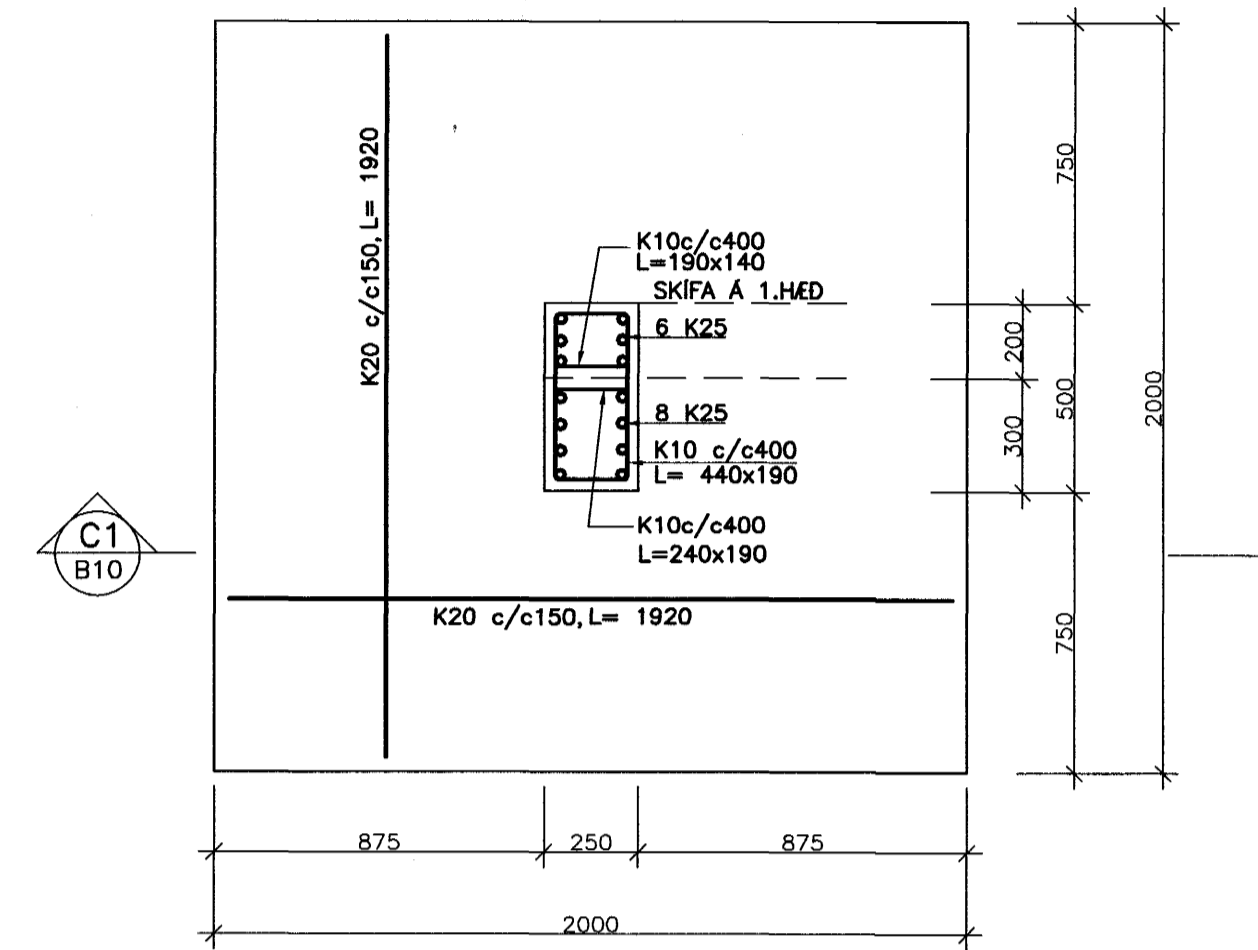 K20 c/c150, L= 1920
K10c/c400
L=190x140
SKÍFA Á 1.HÆÐ
6 K25
8 K25
K10 c/c400
L= 440x190
K10c/c400
L=240x190
K20 c/c150, L= 1920
C1
B10
750
200
500
300
2000
750
875
250
875
2000